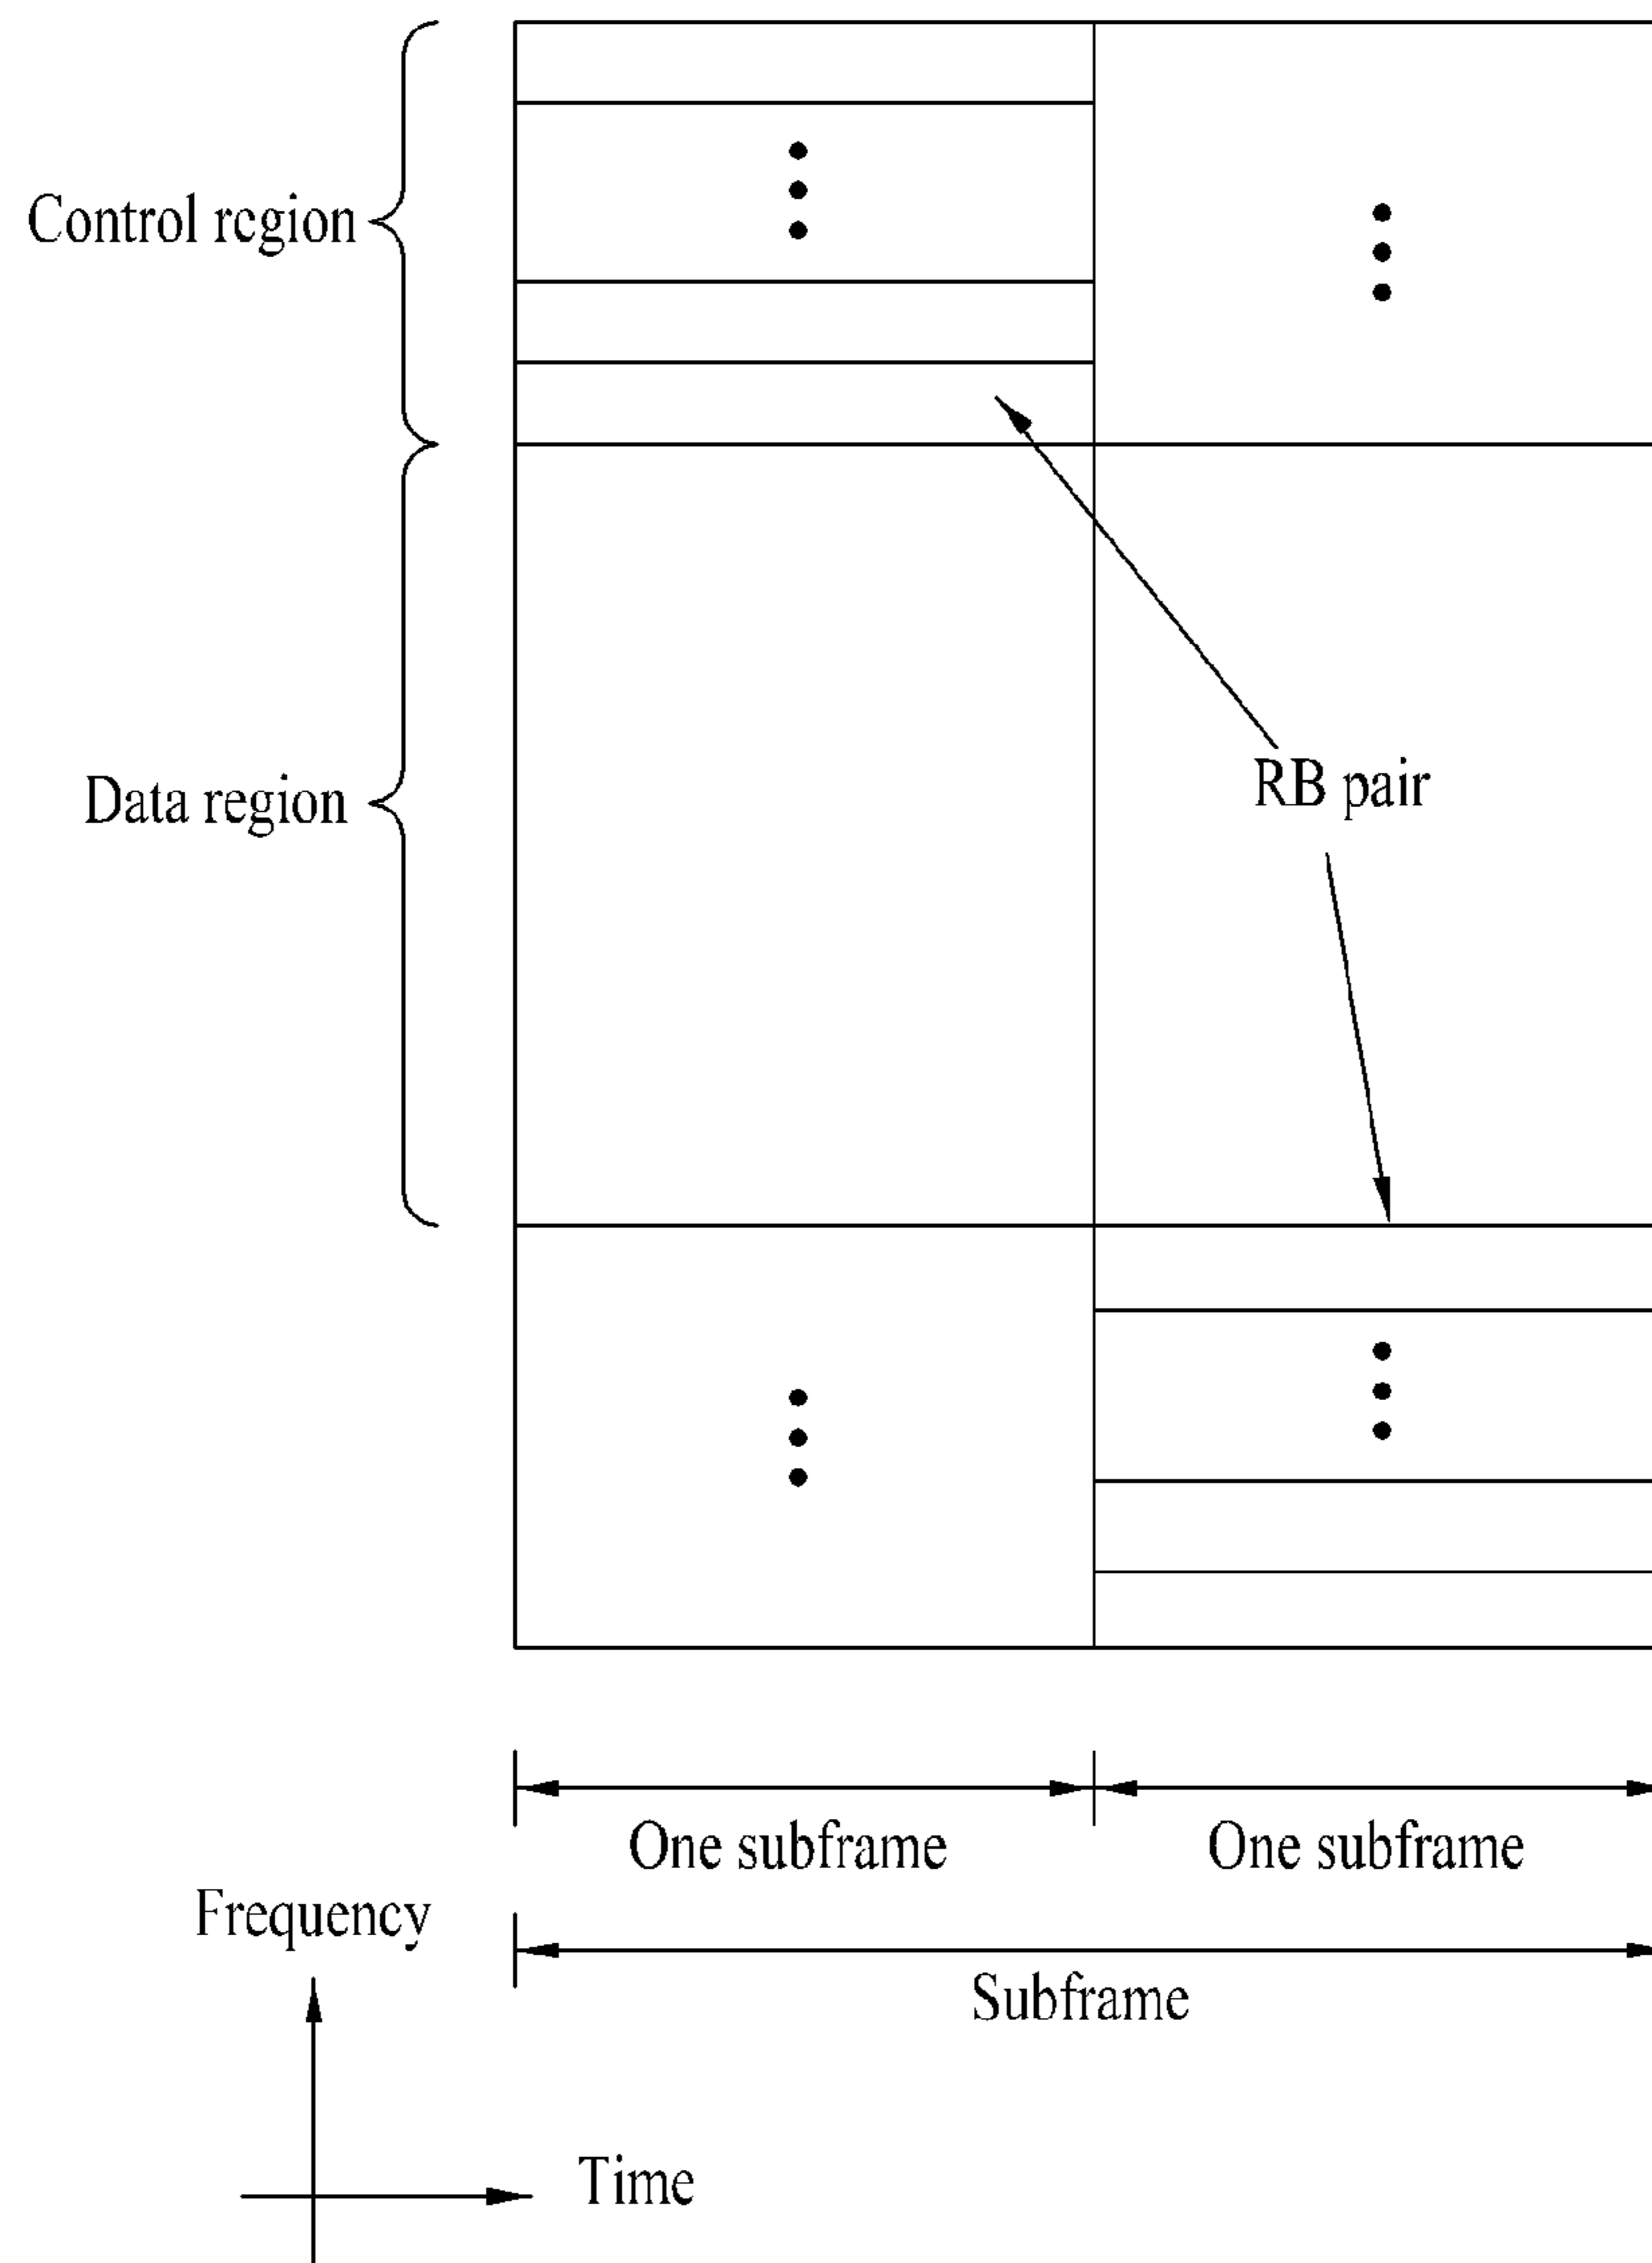 Control region
Data region
RB pair
One subframe
One subframe
Frequency
Subframe
Time